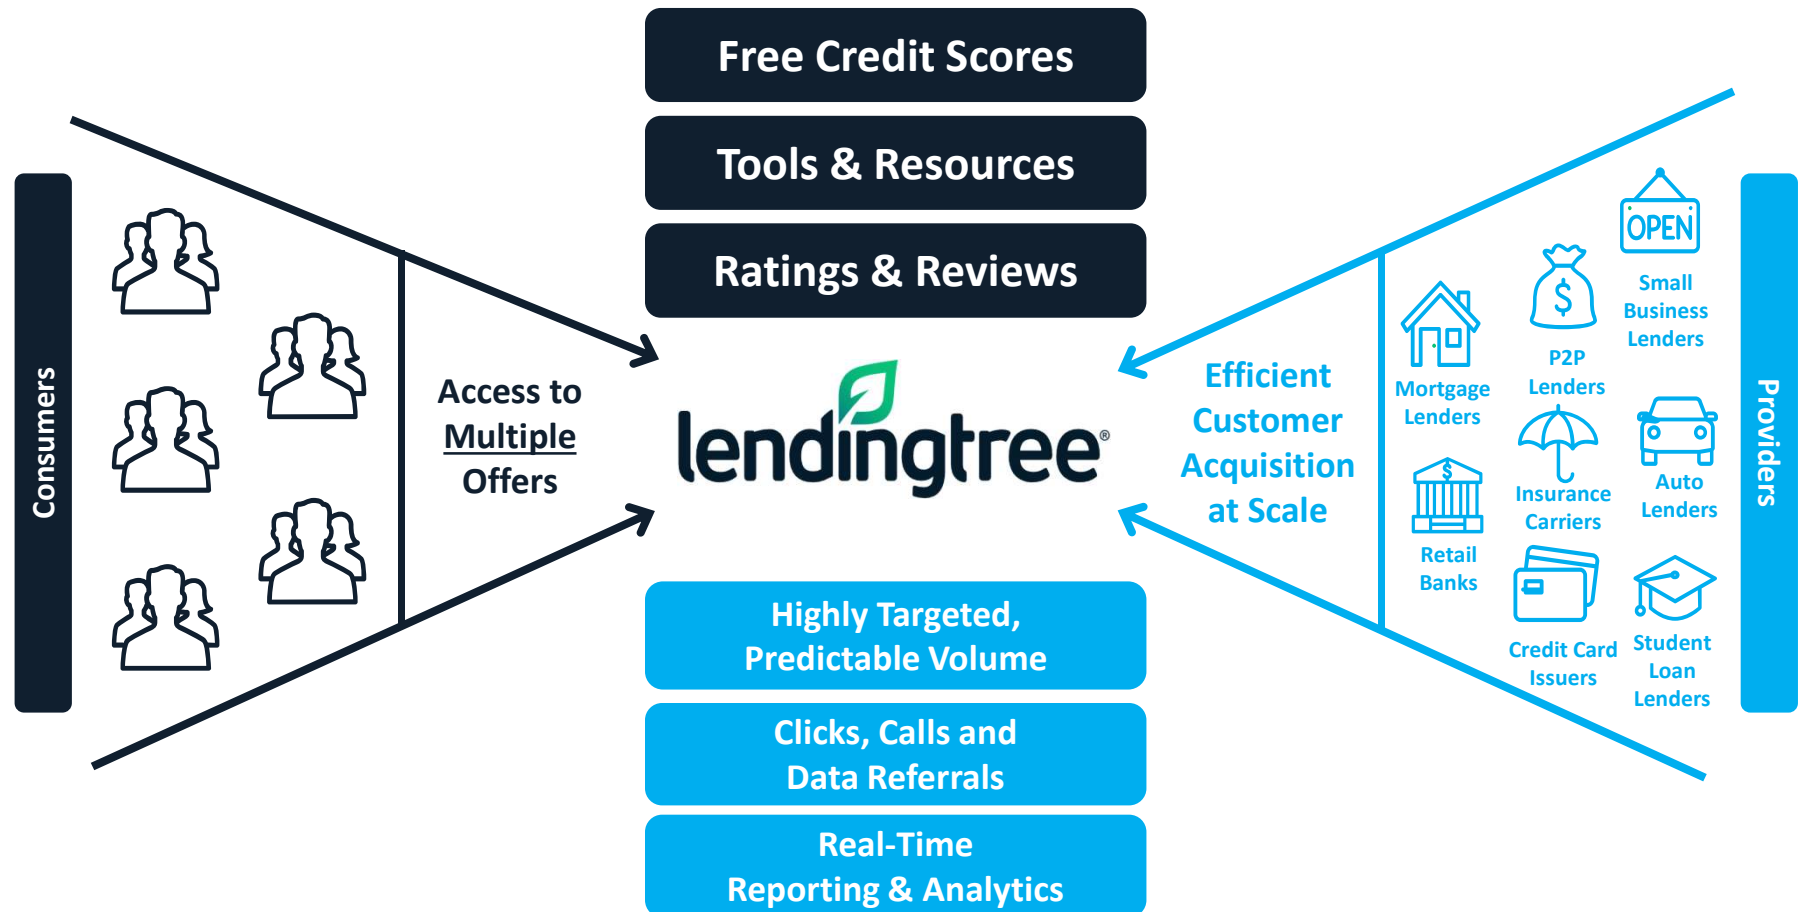 Free Credit Scores
Tools & Resources
Ratings & Reviews
Consumers
Access to
Multiple
Offers
lendingtree®
Efficient
Customer
Acquisition
at Scale
OPEN
Small
Business
Lenders
$
P2P
Lenders
Mortgage
Lenders
$
Retail
Banks
Insurance
Carriers
Auto
Lenders
Credit Card
Issuers
Student
Loan
Lenders
Providers
Highly Targeted,
Predictable Volume
Clicks, Calls and
Data Referrals
Real-Time
Reporting & Analytics